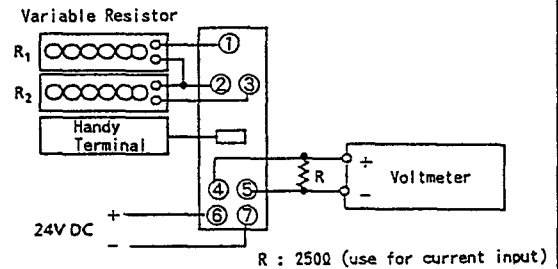 Variable Resistor
R₁
①
R₂
② ③
Handy
Terminal
÷
R
Voltmeter
④ ⑤
−
+
⑥ ⑦
24V DC
−
R : 250Ω (use for current input)